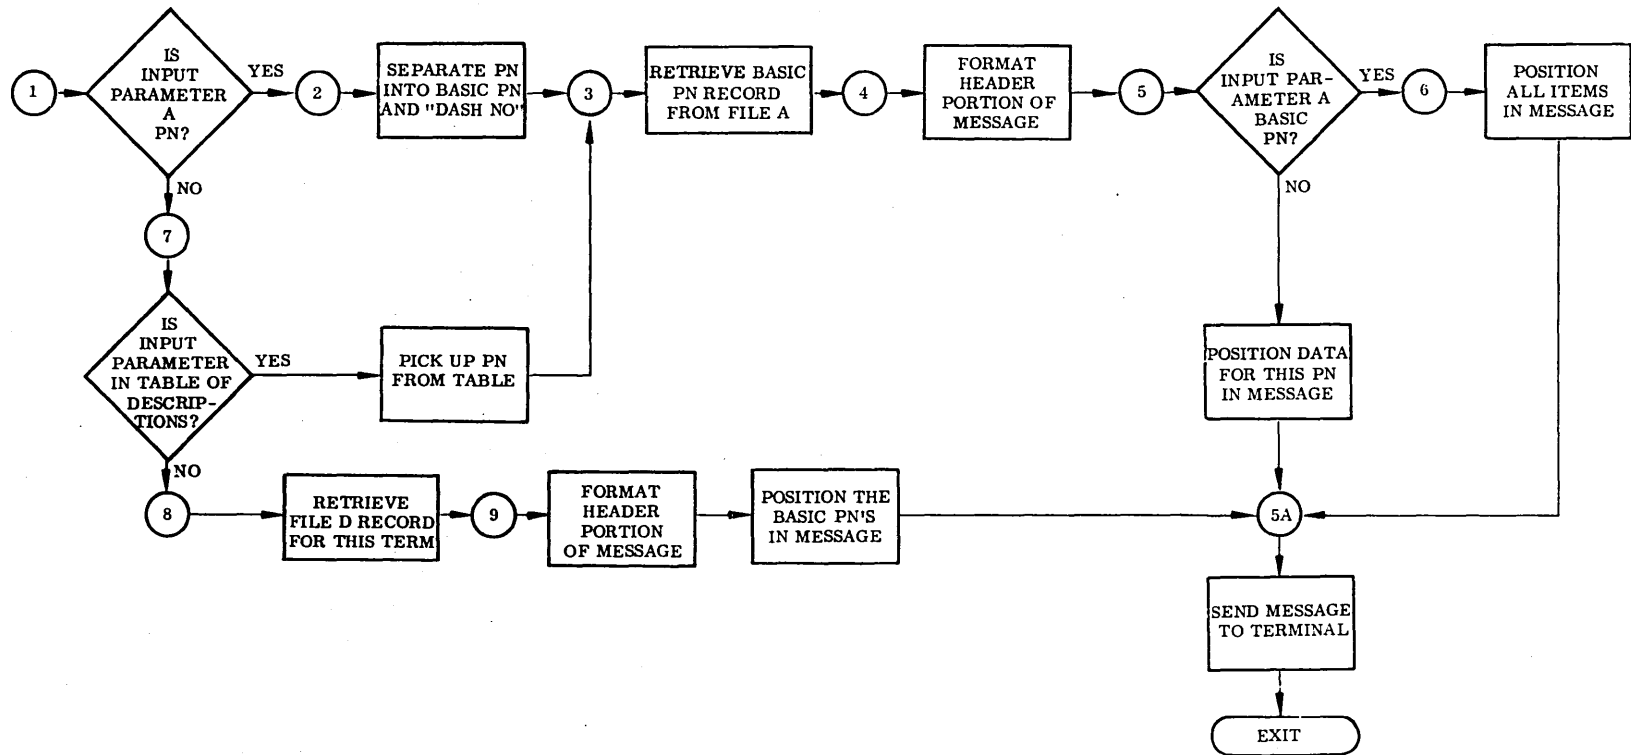 1
IS
INPUT
PARAMETER
A
PN?
YES
2
SEPARATE PN
INTO BASIC PN
AND "DASH NO"
3
RETRIEVE BASIC
PN RECORD
FROM FILE A
4
FORMAT
HEADER
PORTION OF
MESSAGE
5
IS
INPUT PAR-
AMETER A
BASIC
PN?
YES
6
POSITION
ALL ITEMS
IN MESSAGE
NO
7
NO
IS
INPUT
PARAMETER
IN TABLE OF
DESCRIP-
TIONS?
YES
PICK UP PN
FROM TABLE
POSITION DATA
FOR THIS PN
IN MESSAGE
NO
8
RETRIEVE
FILE D RECORD
FOR THIS TERM
9
FORMAT
HEADER
PORTION
OF MESSAGE
POSITION THE
BASIC PN'S
IN MESSAGE
5A
SEND MESSAGE
TO TERMINAL
EXIT